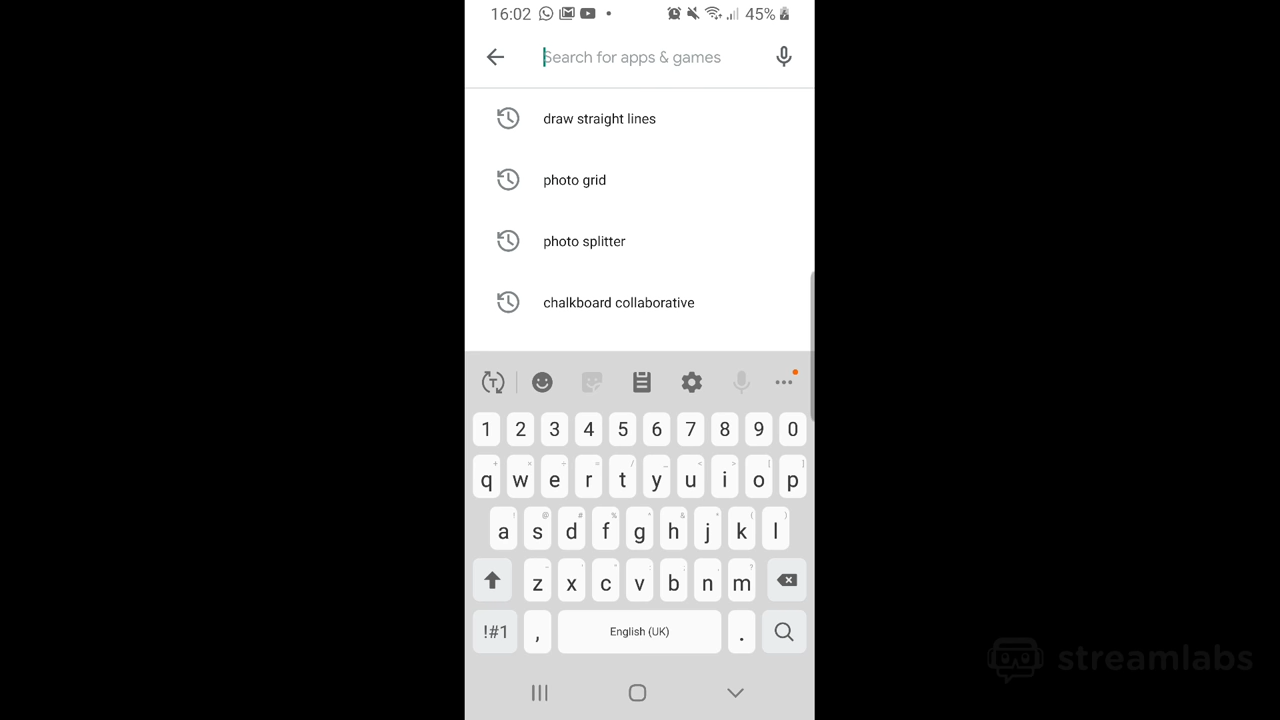 16:02 45%
Search for apps & games
draw straight lines
photo grid
photo splitter
chalkboard collaborative
T
1 2 3 4 5 6 7 8 9 0
q w e r t y u i o p
a s d f g h j k l
z x c v b n m
!#1 , English (UK) .
streamlabs